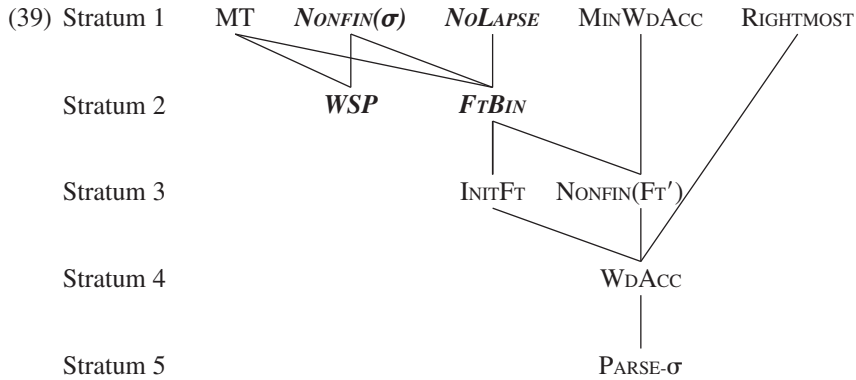 (39) Stratum 1 MT NONFIN(σ) NOLAPSE MINWDACC RIGHTMOST
Stratum 2 WSP FTBIN
Stratum 3 INITFT NONFIN(FT′)
Stratum 4 WDACC
Stratum 5 PARSE-σ